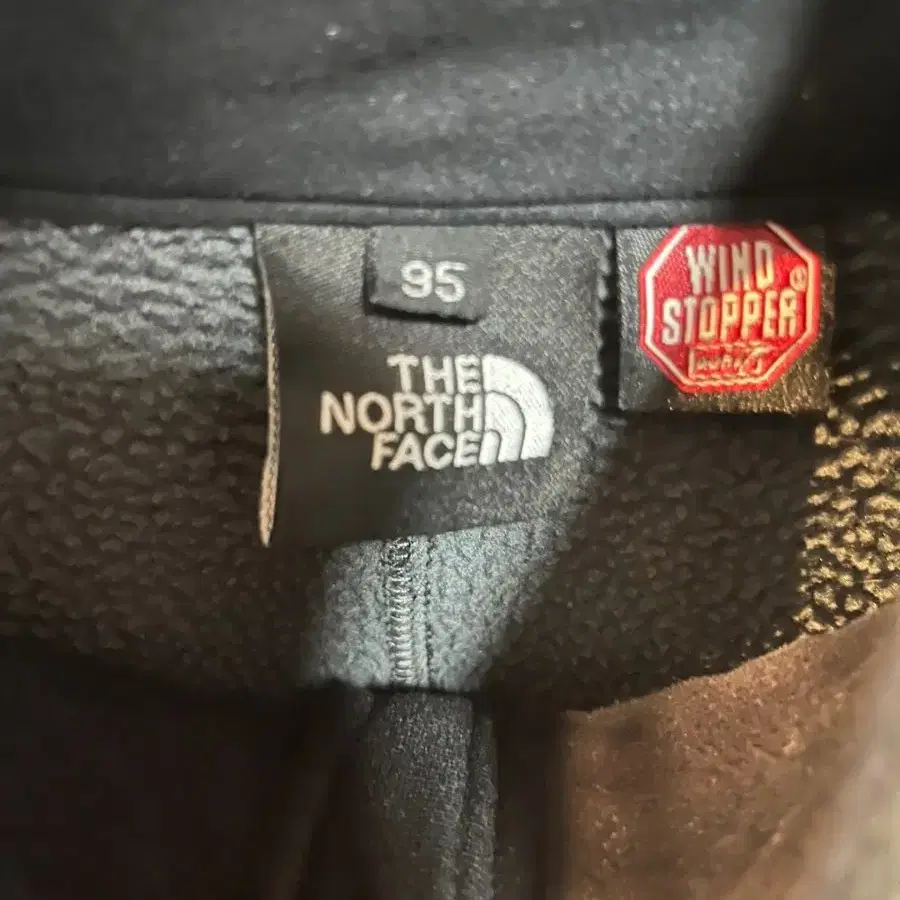 95
THE
NORTH
FACE
WIND
STOPPER®